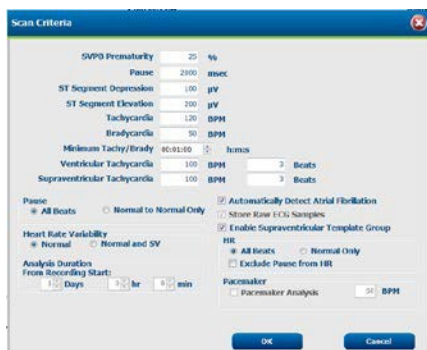 Scan Criteria
SVPB Prematurity 25 %
Pause 2000 msec
ST Segment Depression 100 µV
ST Segment Elevation 200 µV
Tachycardia 120 BPM
Bradycardia 50 BPM
Minimum Tachy/Brady 00:01:00 h:m:s
Ventricular Tachycardia 100 BPM 3 Beats
Supraventricular Tachycardia 100 BPM 3 Beats
Pause
All Beats Normal to Normal Only
Heart Rate Variability
Normal Normal and SV
Analysis Duration
From Recording Start:
Days hr min
Automatically Detect Atrial Fibrillation
Store Raw ECG Samples
Enable Supraventricular Template Group
HR
All Beats Normal Only
Exclude Pause from HR
Pacemaker
Pacemaker Analysis 50 BPM
OK Cancel